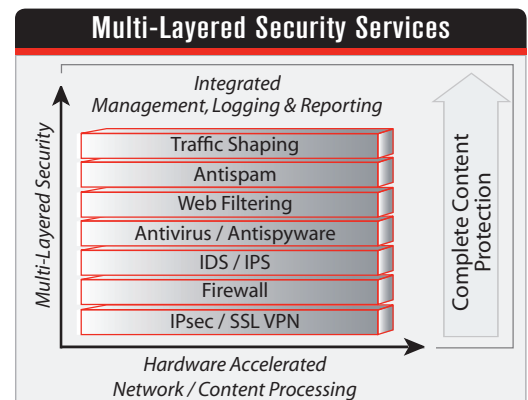 Multi-Layered Security Services
Integrated
Management, Logging & Reporting
Multi-Layered Security
Traffic Shaping
Antispam
Web Filtering
Antivirus / Antispyware
IDS / IPS
Firewall
IPsec / SSL VPN
Complete Content
Protection
Hardware Accelerated
Network / Content Processing